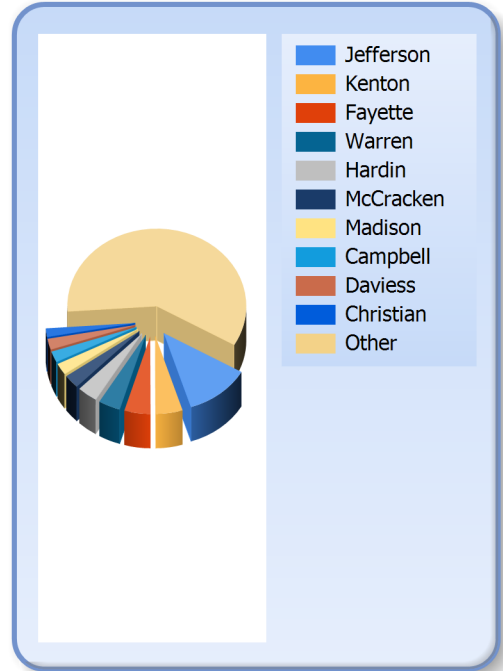 Jefferson
Kenton
Fayette
Warren
Hardin
McCracken
Madison
Campbell
Daviess
Christian
Other